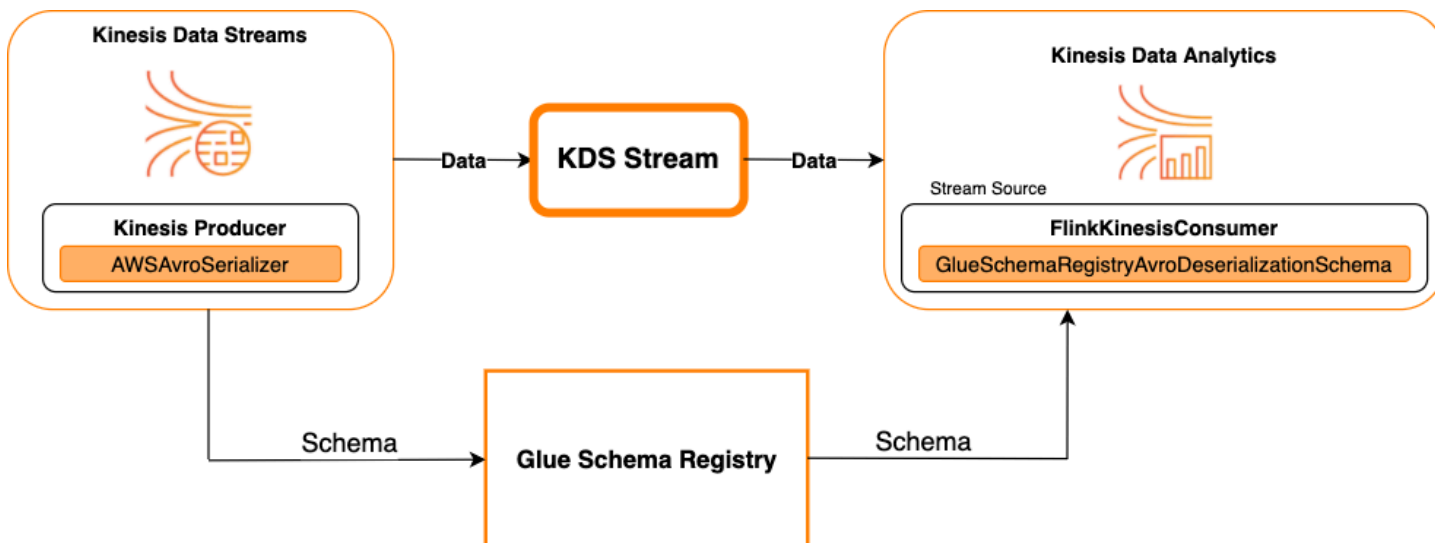 Kinesis Data Streams
Kinesis Producer
AWSAvroSerializer
Data
KDS Stream
Data
Kinesis Data Analytics
Stream Source
FlinkKinesisConsumer
GlueSchemaRegistryAvroDeserializationSchema
Schema
Glue Schema Registry
Schema